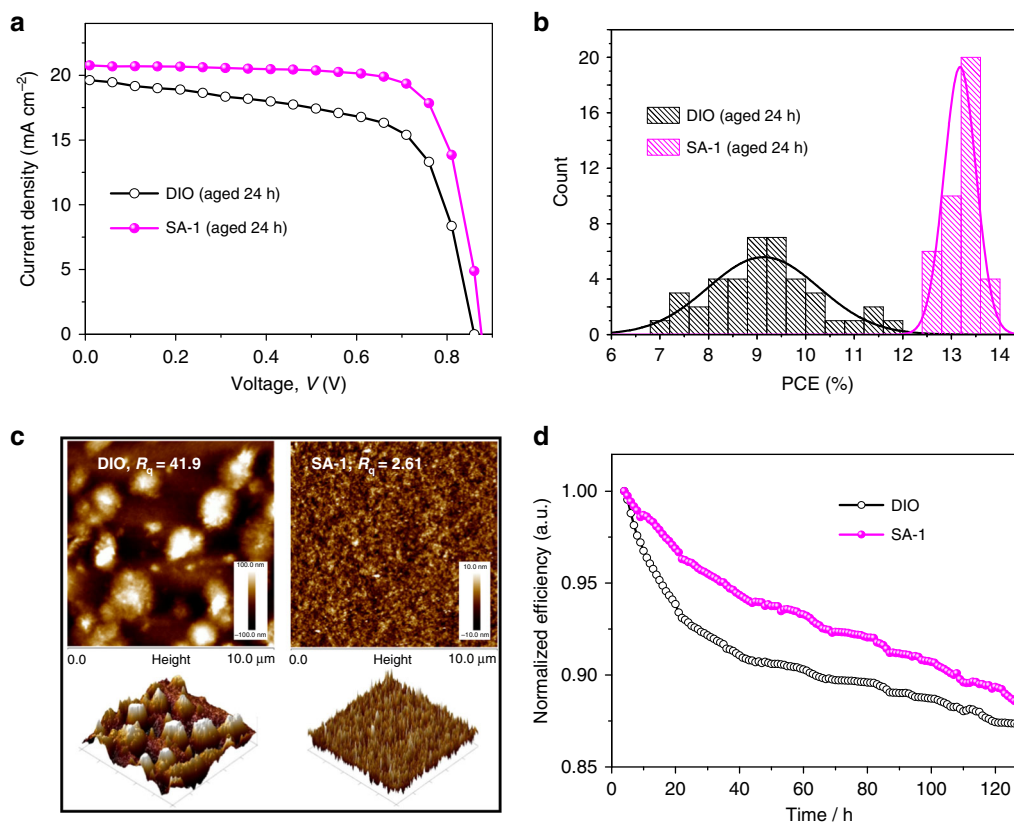 a
Current density (mA cm⁻²)
20
15
10
5
0
DIO (aged 24 h)
SA-1 (aged 24 h)
0.0 0.2 0.4 0.6 0.8
Voltage, V (V)
b
Count
20
16
12
8
4
0
DIO (aged 24 h)
SA-1 (aged 24 h)
6 7 8 9 10 11 12 13 14
PCE (%)
c
DIO, Rq = 41.9
100.0 nm
−100.0 nm
0.0 Height 10.0 µm
SA-1, Rq = 2.61
10.0 nm
−10.0 nm
0.0 Height 10.0 µm
d
Normalized efficiency (a.u.)
1.00
0.95
0.90
0.85
DIO
SA-1
0 20 40 60 80 100 120
Time / h